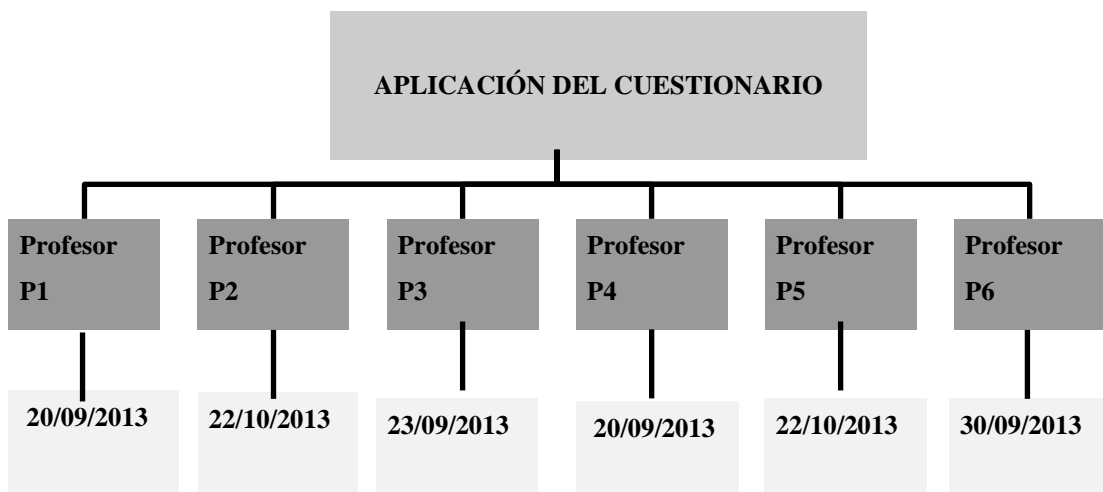 APLICACIÓN DEL CUESTIONARIO
Profesor
P1
Profesor
P2
Profesor
P3
Profesor
P4
Profesor
P5
Profesor
P6
20/09/2013
22/10/2013
23/09/2013
20/09/2013
22/10/2013
30/09/2013